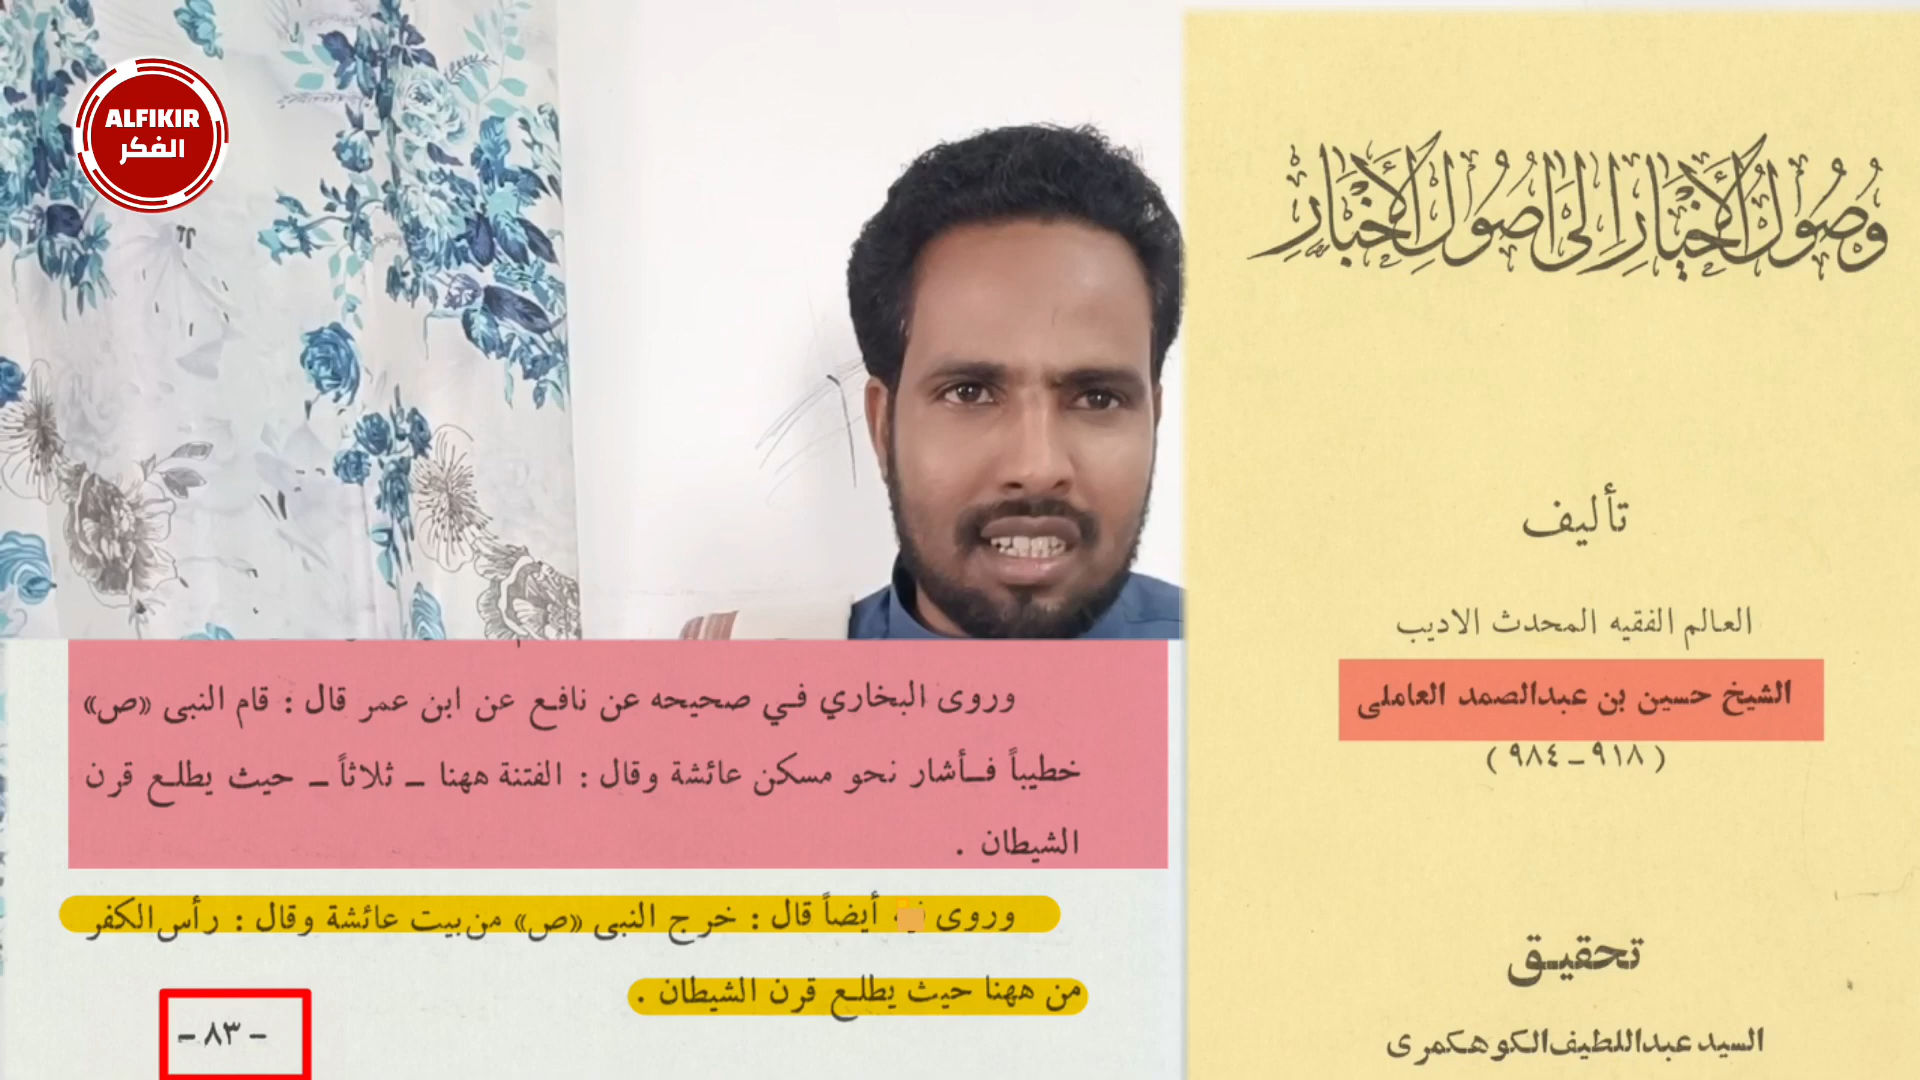 ALFIKIR
الفكر
وصول الأخيار إلى أصول الأخبار
تأليف
العالم الفقيه المحدث الاديب
الشيخ حسين بن عبدالصمد العاملى
( ٩١٨ – ٩٨٤ )
تحقيق
السيد عبداللطيف الكوهكمرى
وروى البخاري في صحيحه عن نافع عن ابن عمر قال : قام النبى «ص»
خطيباً فأشار نحو مسكن عائشة وقال : الفتنة ههنا – ثلاثاً – حيث يطلع قرن
الشيطان .
وروى أيضاً قال : خرج النبى «ص» من بيت عائشة وقال : رأس الكفر
من ههنا حيث يطلع قرن الشيطان .
– ٨٣ –